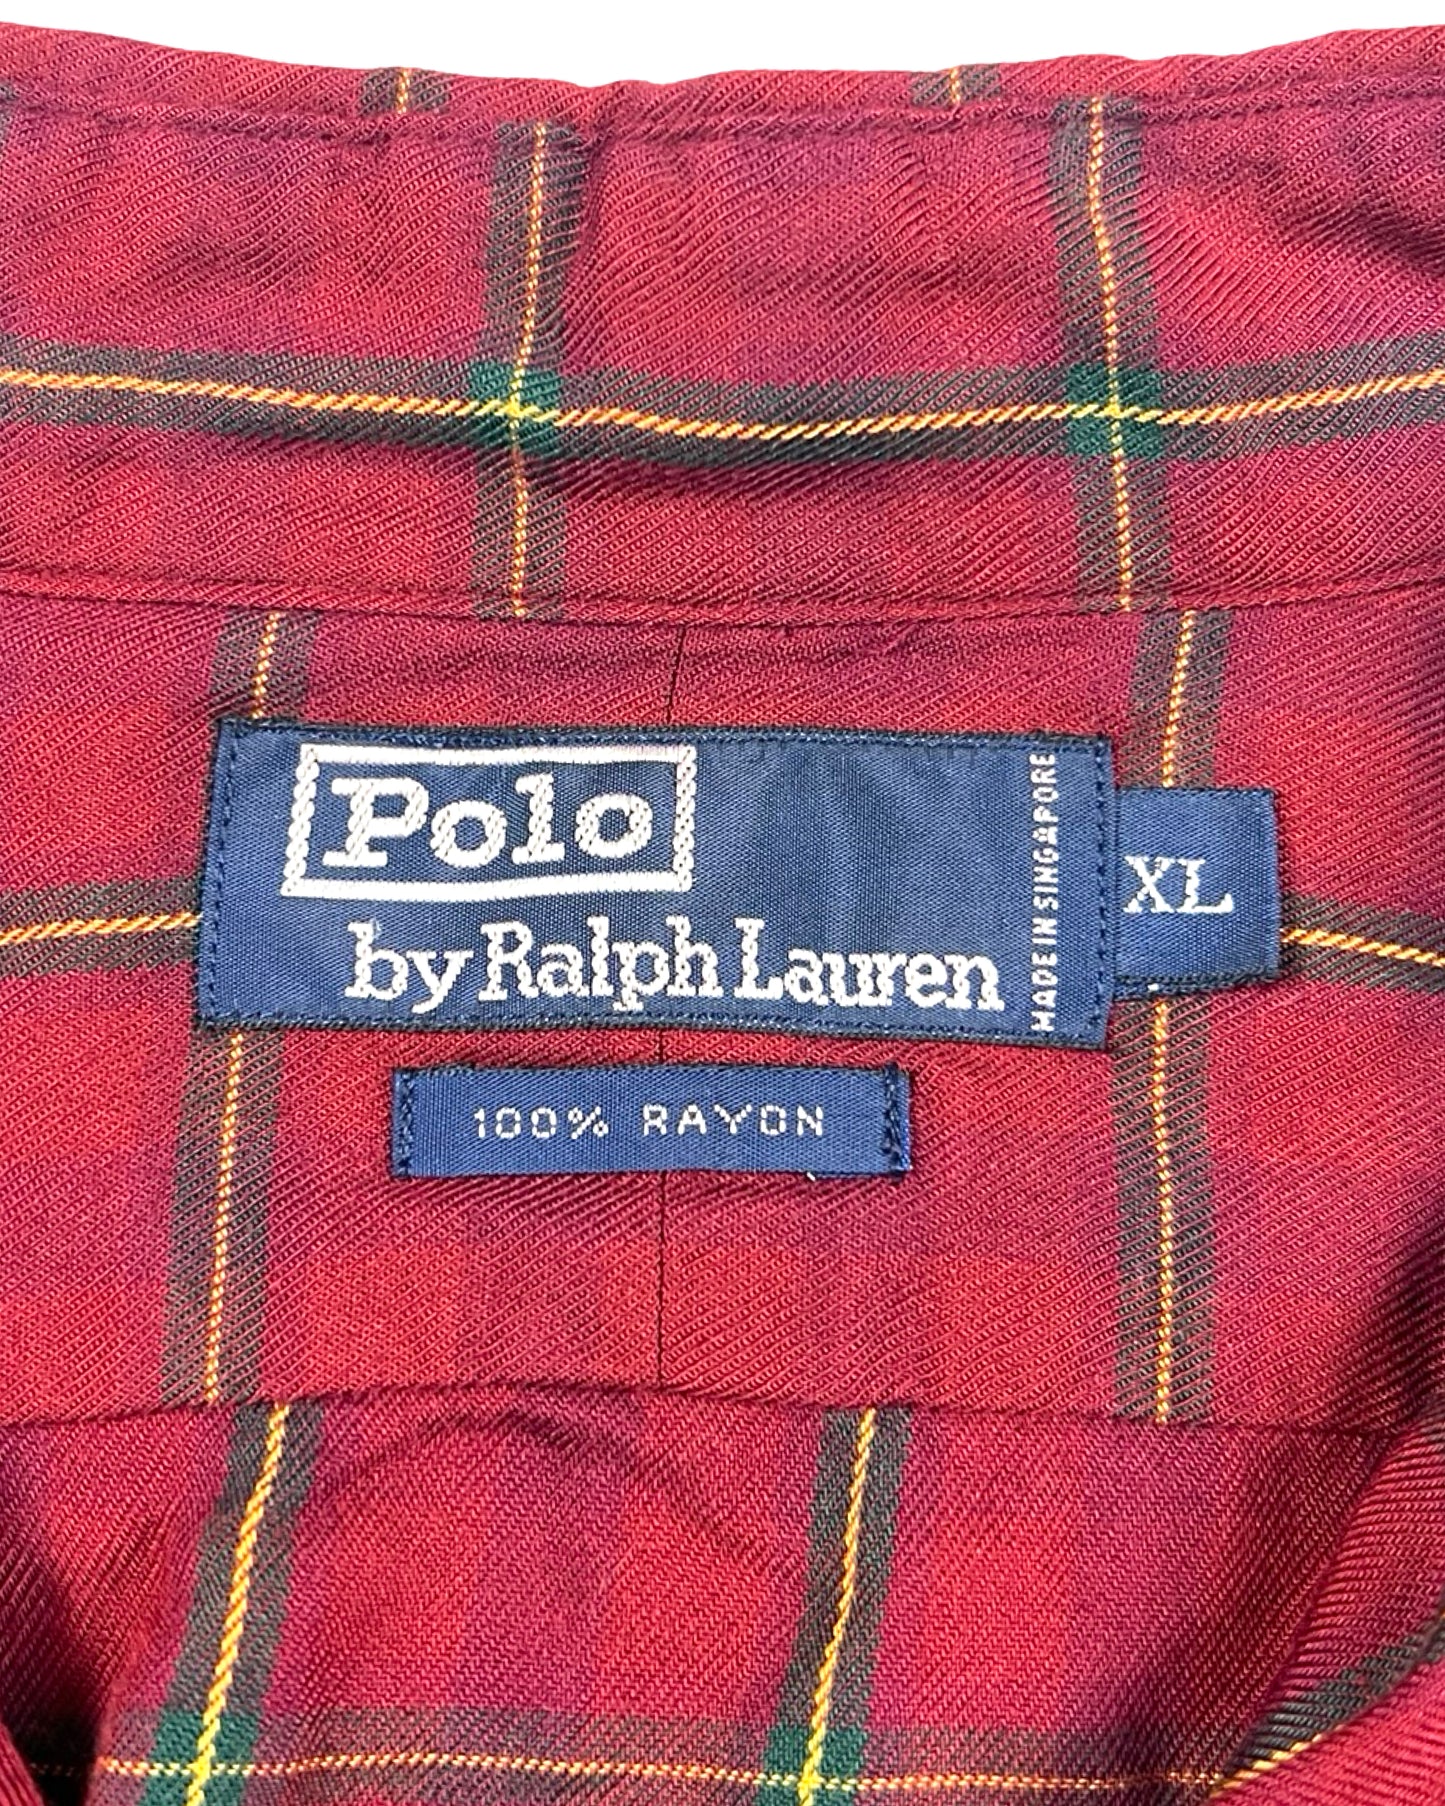 Polo
by Ralph Lauren
MADE IN SINGAPORE
XL
100% RAYON